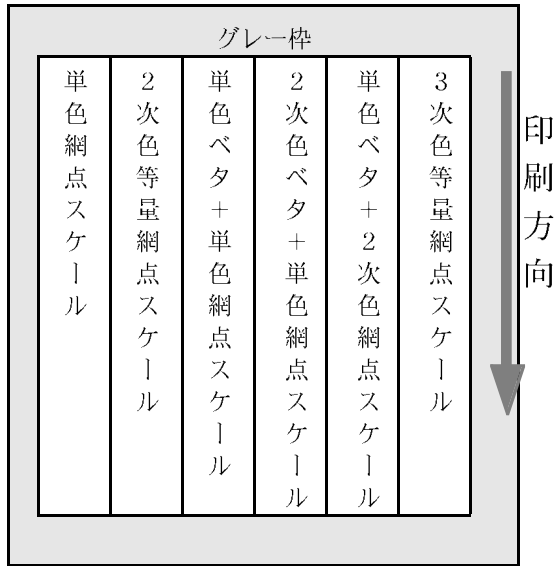 グレー枠
単色網点スケール
2次色等量網点スケール
単色ベタ+単色網点スケール
2次色ベタ+単色網点スケール
単色ベタ+2次色網点スケール
3次色等量網点スケール
印刷方向